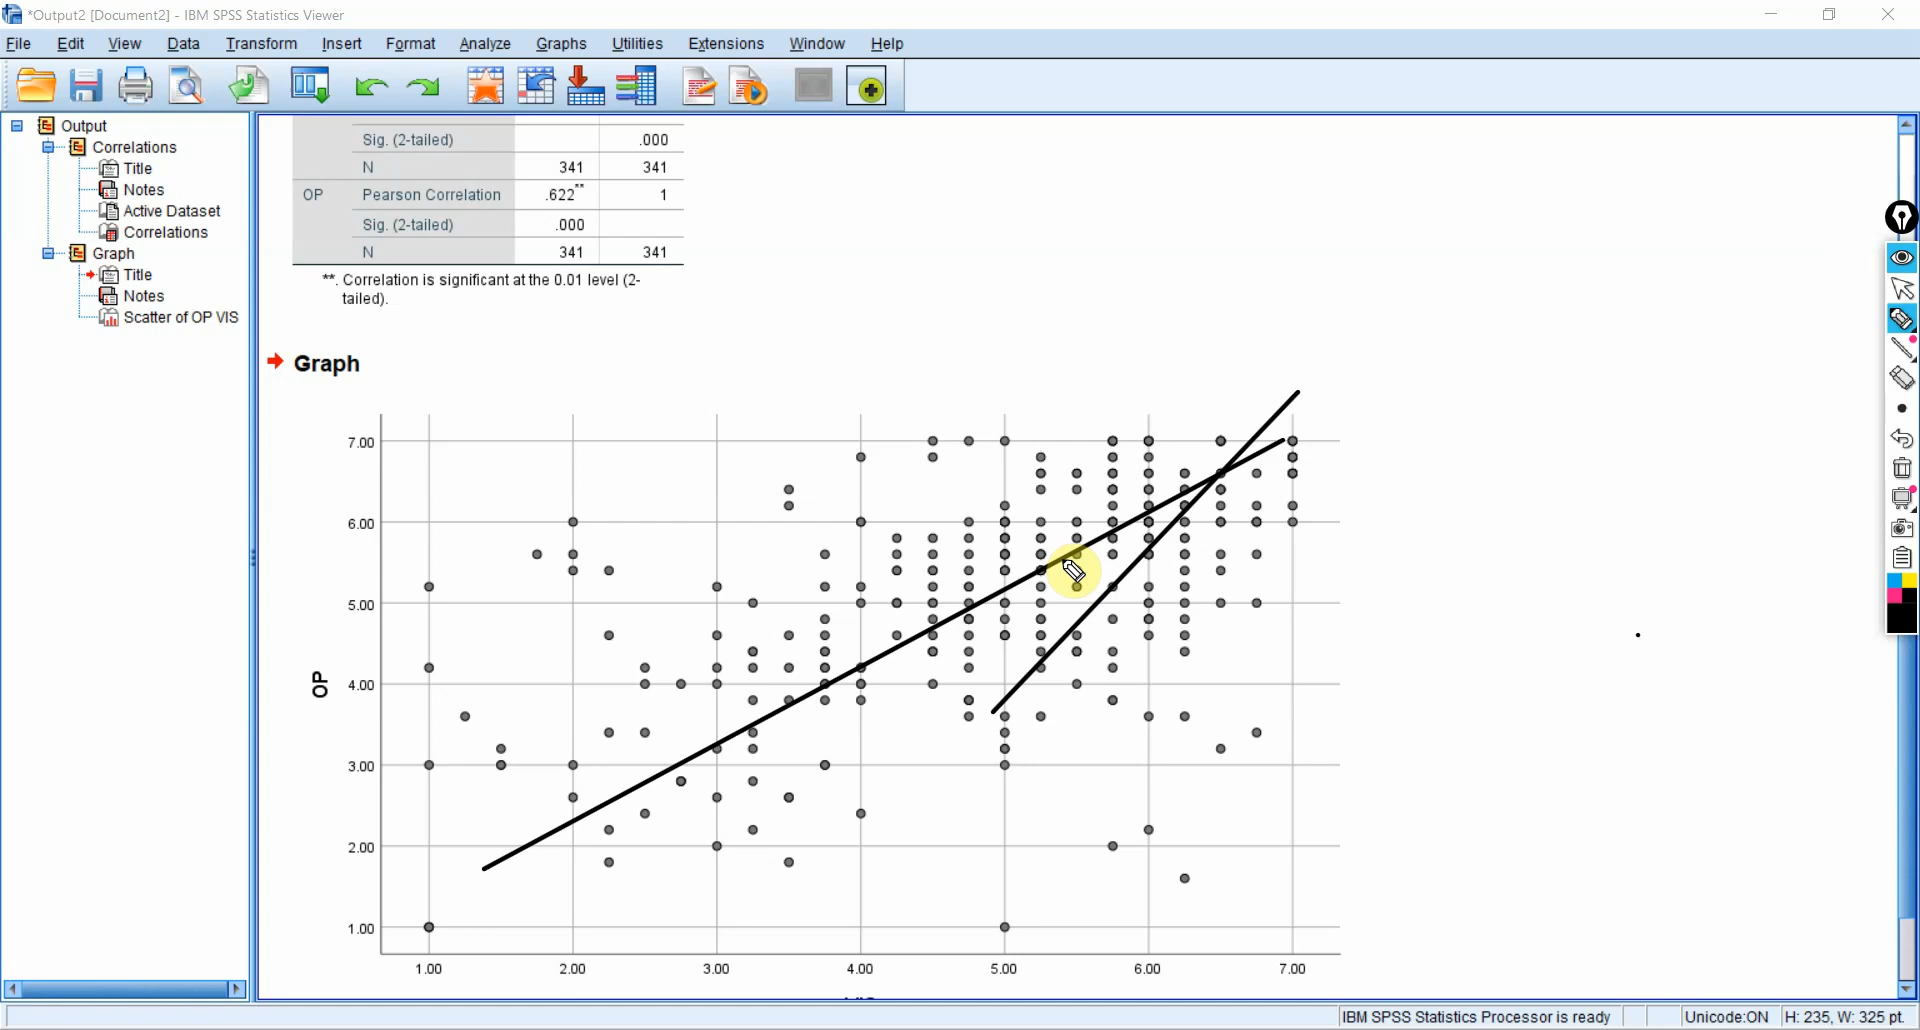 *Output2 [Document2] - IBM SPSS Statistics Viewer
File Edit View Data Transform Insert Format Analyze Graphs Utilities Extensions Window Help
Output
Correlations
Title
Notes
Active Dataset
Correlations
Graph
Title
Notes
Scatter of OP VIS
Sig. (2-tailed) .000
N 341 341
OP Pearson Correlation .622** 1
Sig. (2-tailed) .000
N 341 341
**. Correlation is significant at the 0.01 level (2-
tailed).
Graph
7.00
6.00
5.00
OP
4.00
3.00
2.00
1.00
1.00 2.00 3.00 4.00 5.00 6.00 7.00
IBM SPSS Statistics Processor is ready Unicode:ON H: 235, W: 325 pt.